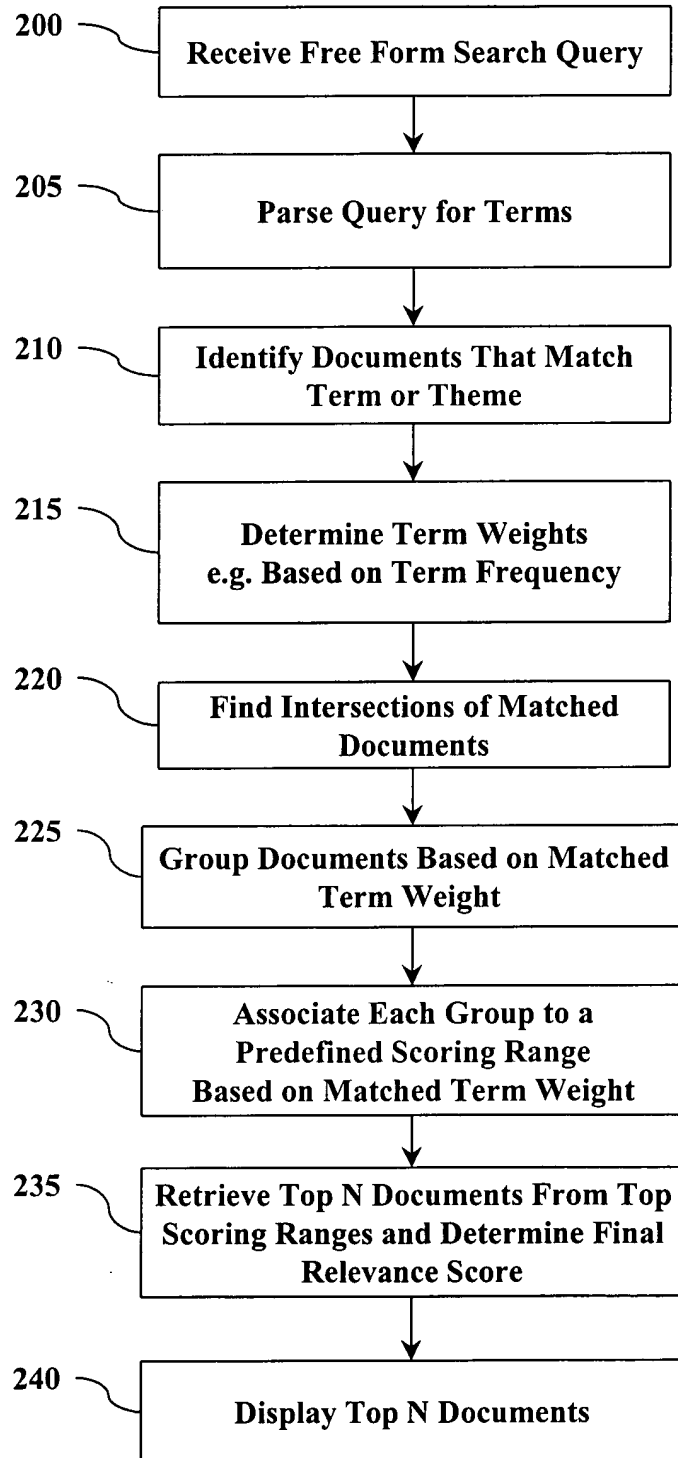 200
Receive Free Form Search Query
205
Parse Query for Terms
210
Identify Documents That Match
Term or Theme
215
Determine Term Weights
e.g. Based on Term Frequency
220
Find Intersections of Matched
Documents
225
Group Documents Based on Matched
Term Weight
230
Associate Each Group to a
Predefined Scoring Range
Based on Matched Term Weight
235
Retrieve Top N Documents From Top
Scoring Ranges and Determine Final
Relevance Score
240
Display Top N Documents